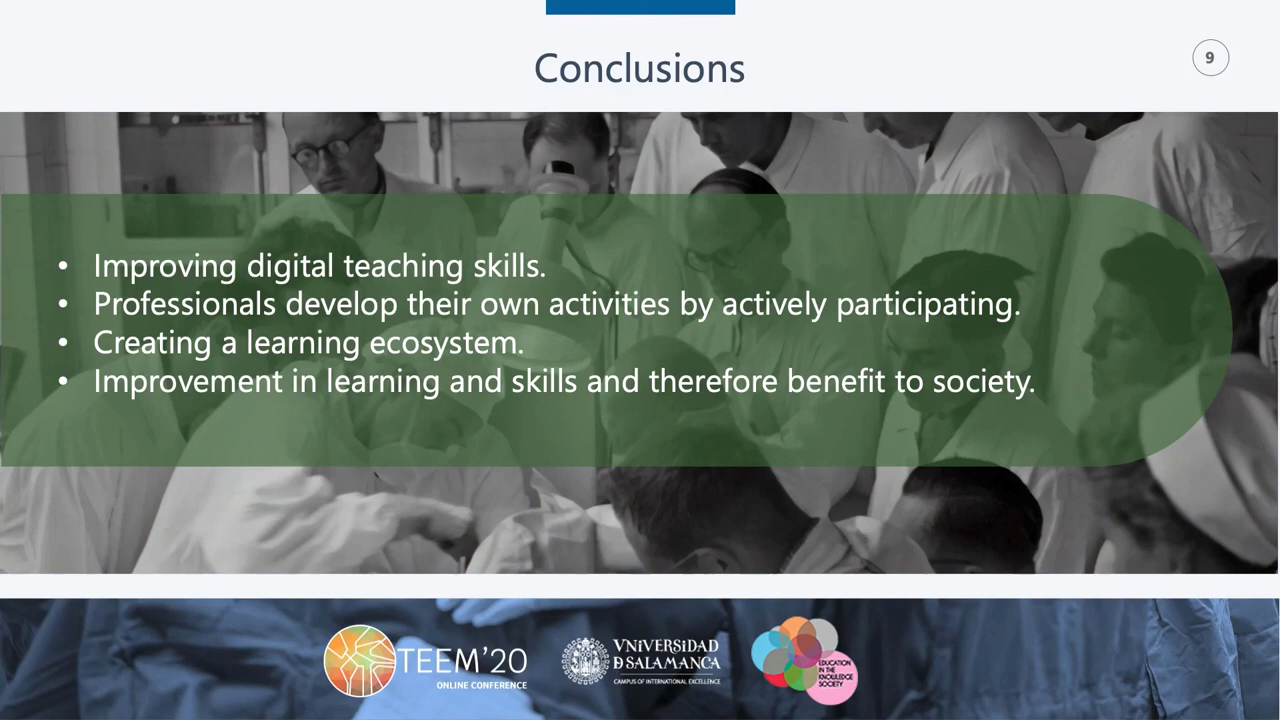 Conclusions
9
• Improving digital teaching skills.
• Professionals develop their own activities by actively participating.
• Creating a learning ecosystem.
• Improvement in learning and skills and therefore benefit to society.
TEEM'20
ONLINE CONFERENCE
VNiVERSiDAD
D SALAMANCA
CAMPUS OF INTERNATIONAL EXCELLENCE
EDUCATION
IN THE
KNOWLEDGE
SOCIETY